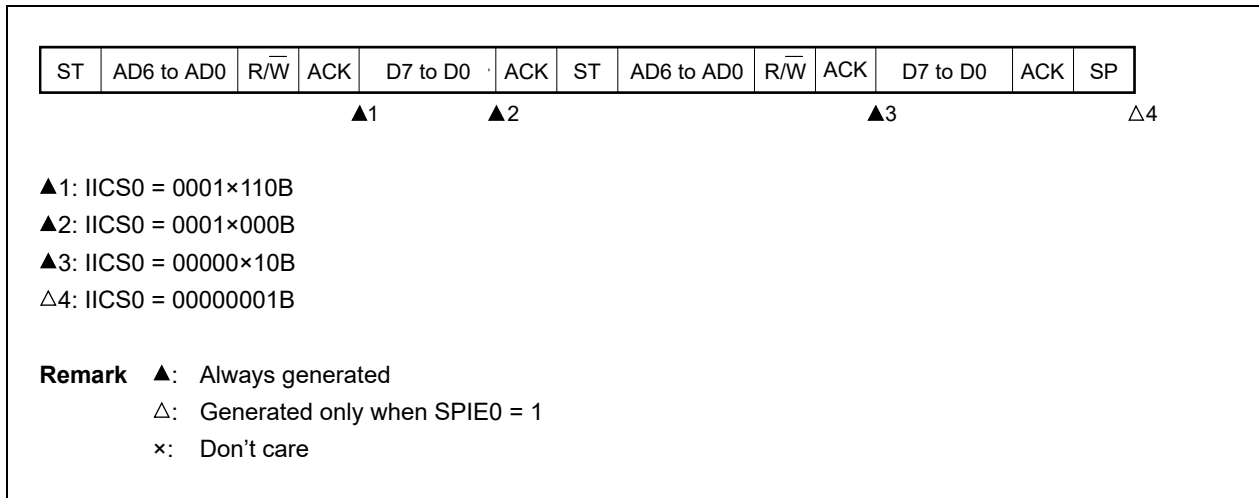 ST AD6 to AD0 R/W̅ ACK D7 to D0 ACK ST AD6 to AD0 R/W̅ ACK D7 to D0 ACK SP
▲1 ▲2 ▲3 △4
▲1: IICS0 = 0001×110B
▲2: IICS0 = 0001×000B
▲3: IICS0 = 00000×10B
△4: IICS0 = 00000001B
Remark ▲: Always generated
△: Generated only when SPIE0 = 1
×: Don't care